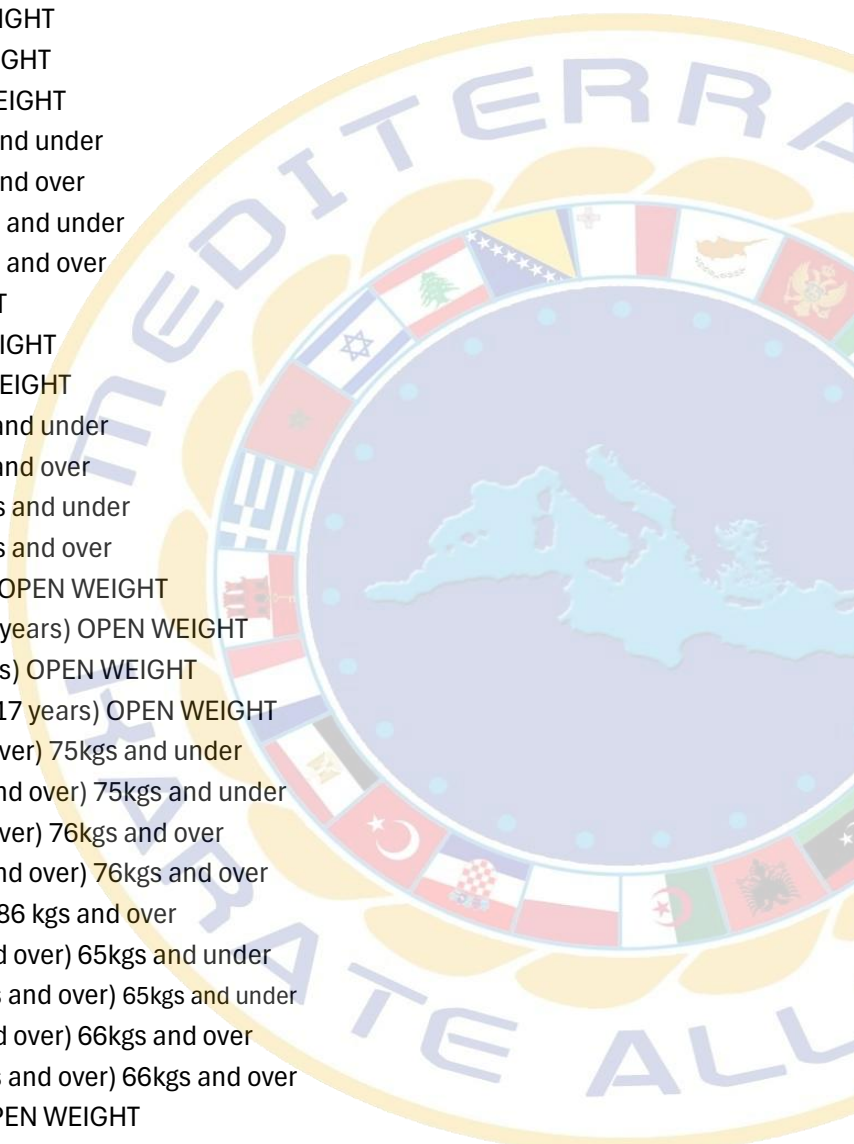 IGHT
GHT
EIGHT
nd under
nd over
and under
and over
T
IGHT
EIGHT
and under
and over
s and under
s and over
OPEN WEIGHT
years) OPEN WEIGHT
s) OPEN WEIGHT
17 years) OPEN WEIGHT
ver) 75kgs and under
nd over) 75kgs and under
ver) 76kgs and over
nd over) 76kgs and over
86 kgs and over
d over) 65kgs and under
s and over) 65kgs and under
d over) 66kgs and over
s and over) 66kgs and over
PEN WEIGHT
MEDITERRA
KARATE ALL